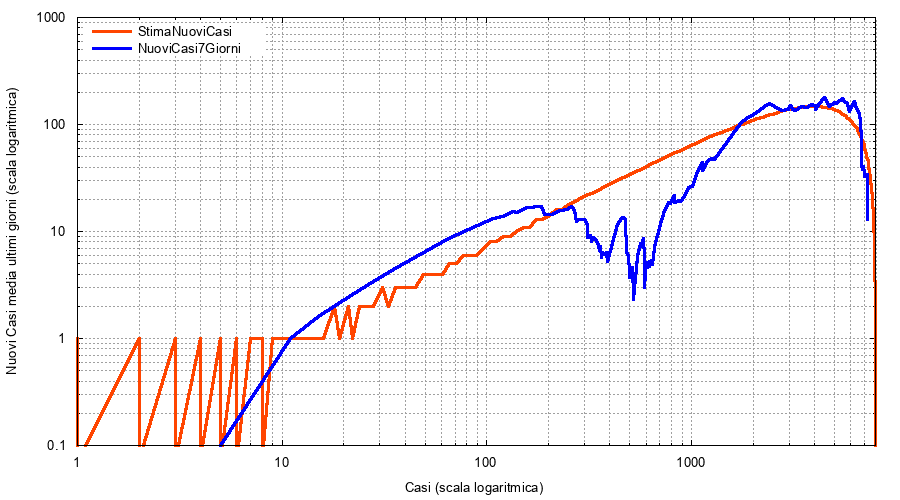 1000
100
10
1
0.1
StimaNuoviCasi
NuoviCasi7Giorni
Nuovi Casi media ultimi giorni (scala logaritmica)
1 10 100 1000
Casi (scala logaritmica)